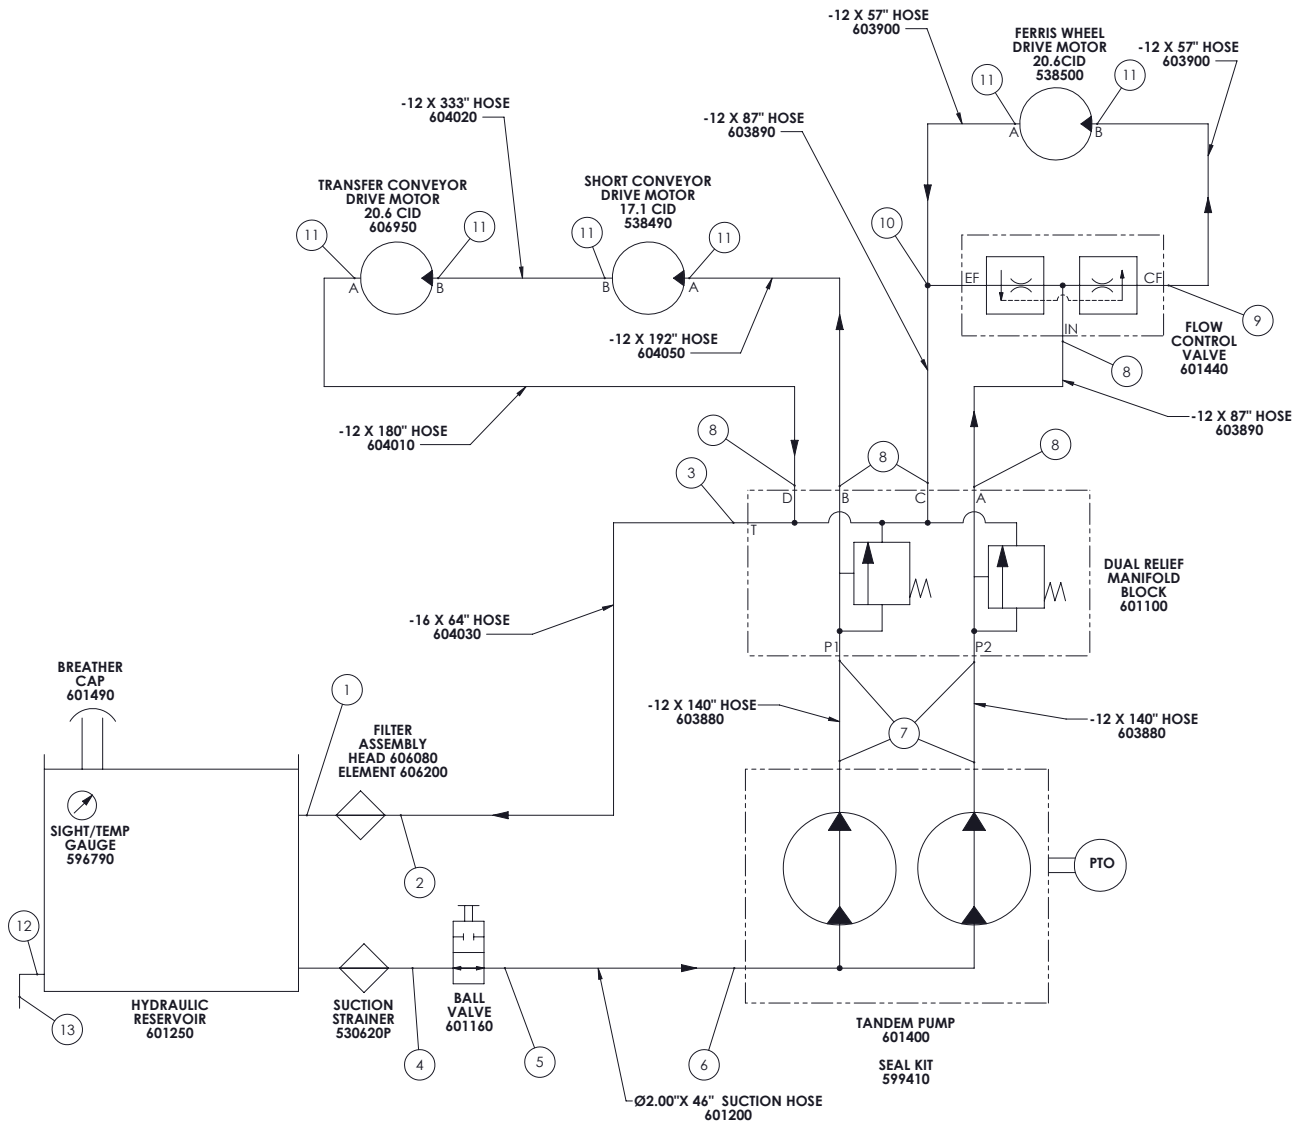 -12 X 57" HOSE
603900
FERRIS WHEEL
DRIVE MOTOR
20.6CID
538500
-12 X 57" HOSE
603900
11
11
A
B
-12 X 333" HOSE
604020
-12 X 87" HOSE
603890
TRANSFER CONVEYOR
DRIVE MOTOR
20.6 CID
606950
SHORT CONVEYOR
DRIVE MOTOR
17.1 CID
538490
11
11
11
11
10
A
B
B
A
EF
CF
IN
9
FLOW
CONTROL
VALVE
601440
-12 X 192" HOSE
604050
8
-12 X 87" HOSE
603890
-12 X 180" HOSE
604010
8
8
8
3
D
B
C
A
T
DUAL RELIEF
MANIFOLD
BLOCK
601100
-16 X 64" HOSE
604030
P1
P2
BREATHER
CAP
601490
1
-12 X 140" HOSE
603880
7
-12 X 140" HOSE
603880
FILTER
ASSEMBLY
HEAD 606080
ELEMENT 606200
SIGHT/TEMP
GAUGE
596790
2
PTO
12
13
HYDRAULIC
RESERVOIR
601250
SUCTION
STRAINER
530620P
BALL
VALVE
601160
4
5
6
TANDEM PUMP
601400
SEAL KIT
599410
Ø2.00"X 46" SUCTION HOSE
601200